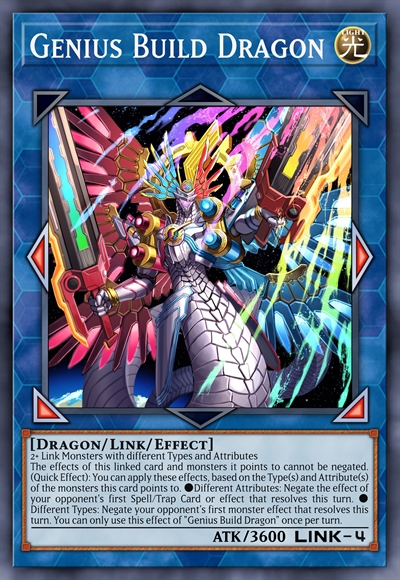 GENIUS BUILD DRAGON
LIGHT
光
[DRAGON/LINK/EFFECT]
2+ Link Monsters with different Types and Attributes
The effects of this linked card and monsters it points to cannot be negated.
(Quick Effect): You can apply these effects, based on the Type(s) and Attribute(s)
of the monsters this card points to. ●Different Attributes: Negate the effect of
your opponent's first Spell/Trap Card or effect that resolves this turn. ●
Different Types: Negate your opponent's first monster effect that resolves this
turn. You can only use this effect of "Genius Build Dragon" once per turn.
ATK/3600 LINK-4